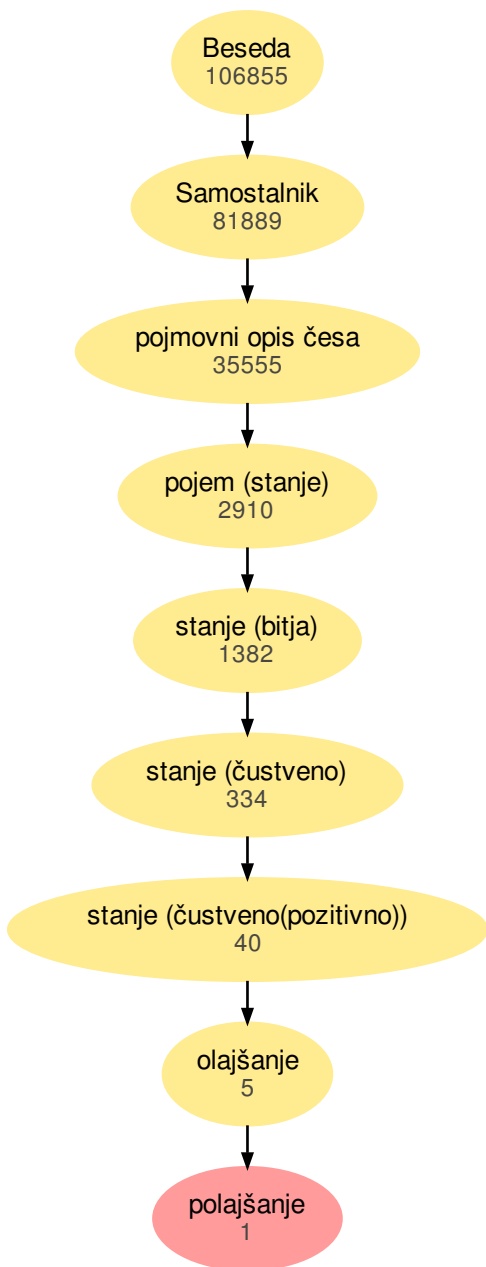 Beseda
106855
Samostalnik
81889
pojmovni opis česa
35555
pojem (stanje)
2910
stanje (bitja)
1382
stanje (čustveno)
334
stanje (čustveno(pozitivno))
40
olajšanje
5
polajšanje
1